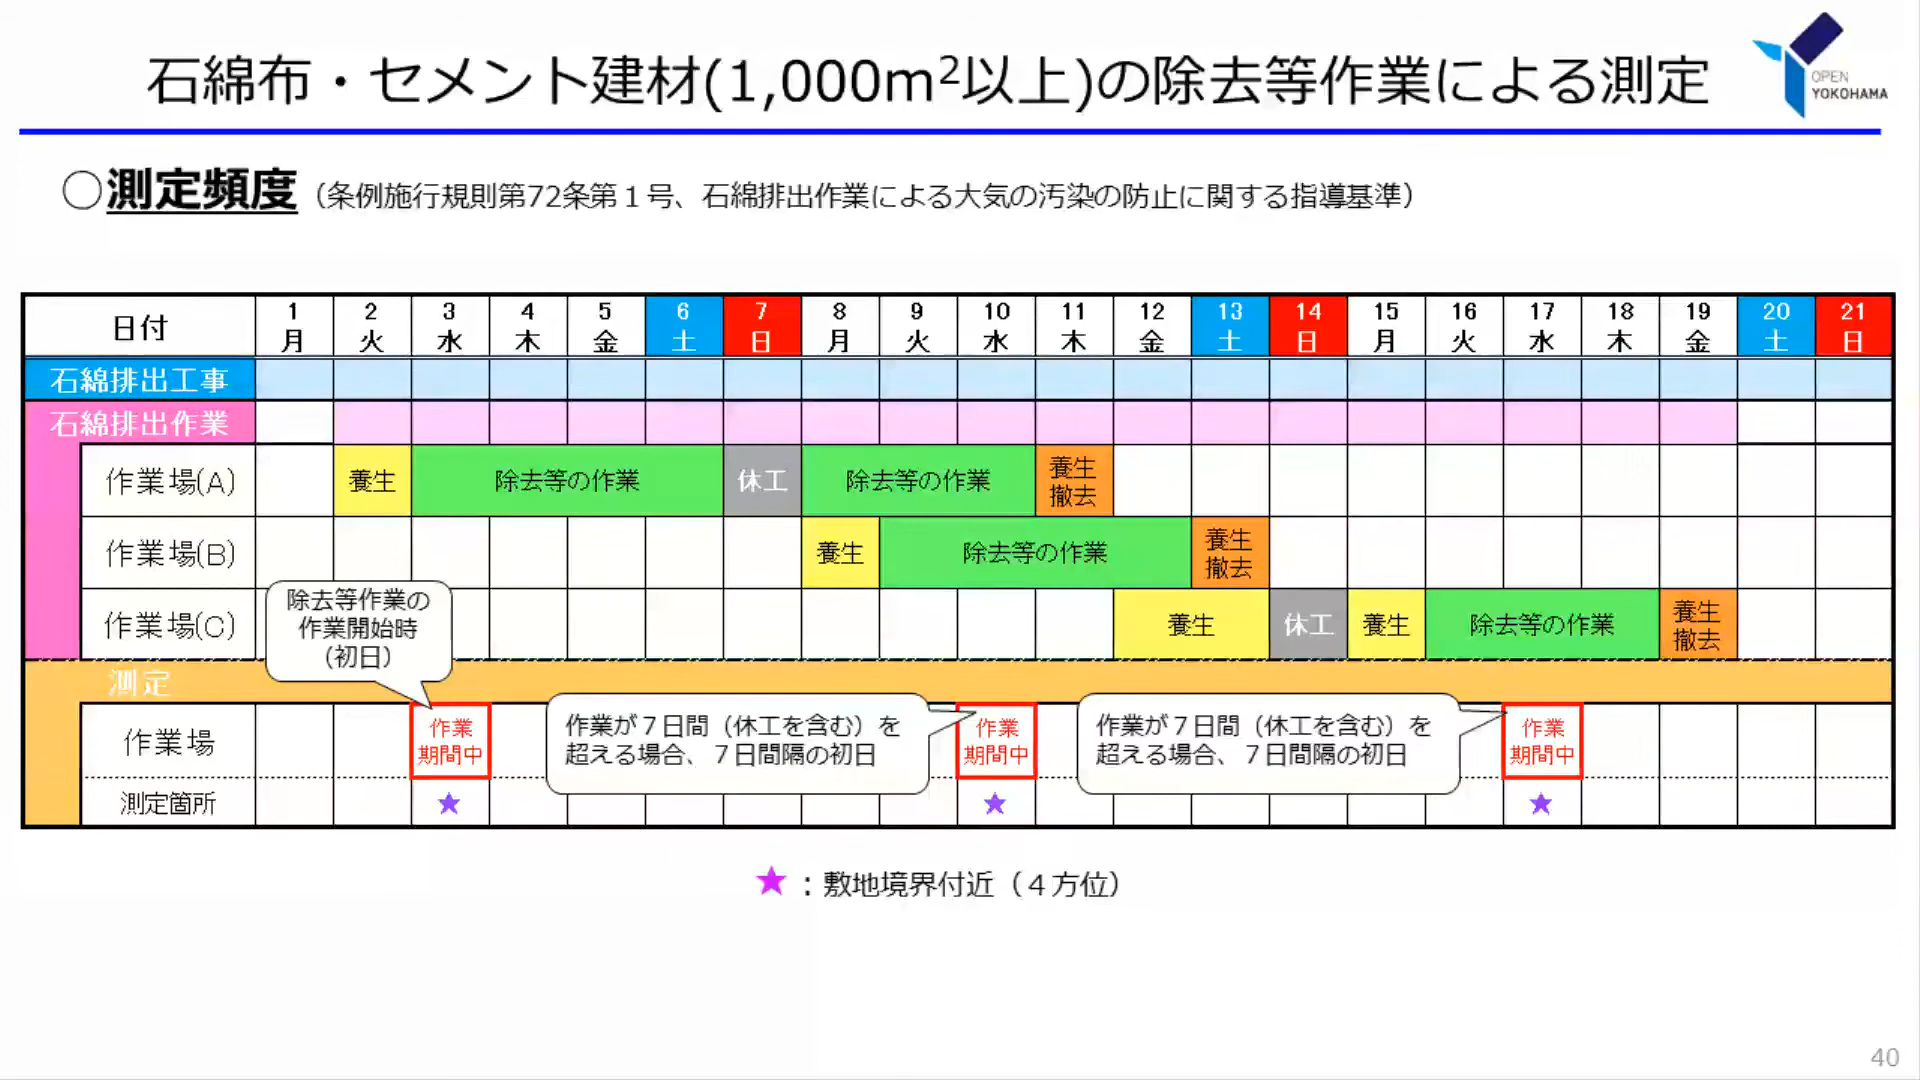 石綿布・セメント建材(1,000m²以上)の除去等作業による測定
OPEN
YOKOHAMA
○測定頻度（条例施行規則第72条第１号、石綿排出作業による大気の汚染の防止に関する指導基準）
日付 1 2 3 4 5 6 7 8 9 10 11 12 13 14 15 16 17 18 19 20 21
月 火 水 木 金 土 日 月 火 水 木 金 土 日 月 火 水 木 金 土 日
石綿排出工事
石綿排出作業
作業場(A) 養生 除去等の作業 休工 除去等の作業 養生
撤去
作業場(B) 養生 除去等の作業 養生
撤去
作業場(C) 養生 休工 養生 除去等の作業 養生
撤去
除去等作業の
作業開始時
（初日）
測定
作業場
作業
期間中
作業が７日間（休工を含む）を
超える場合、７日間隔の初日
作業
期間中
作業が７日間（休工を含む）を
超える場合、７日間隔の初日
作業
期間中
測定箇所 ★ ★ ★
★：敷地境界付近（４方位）
40